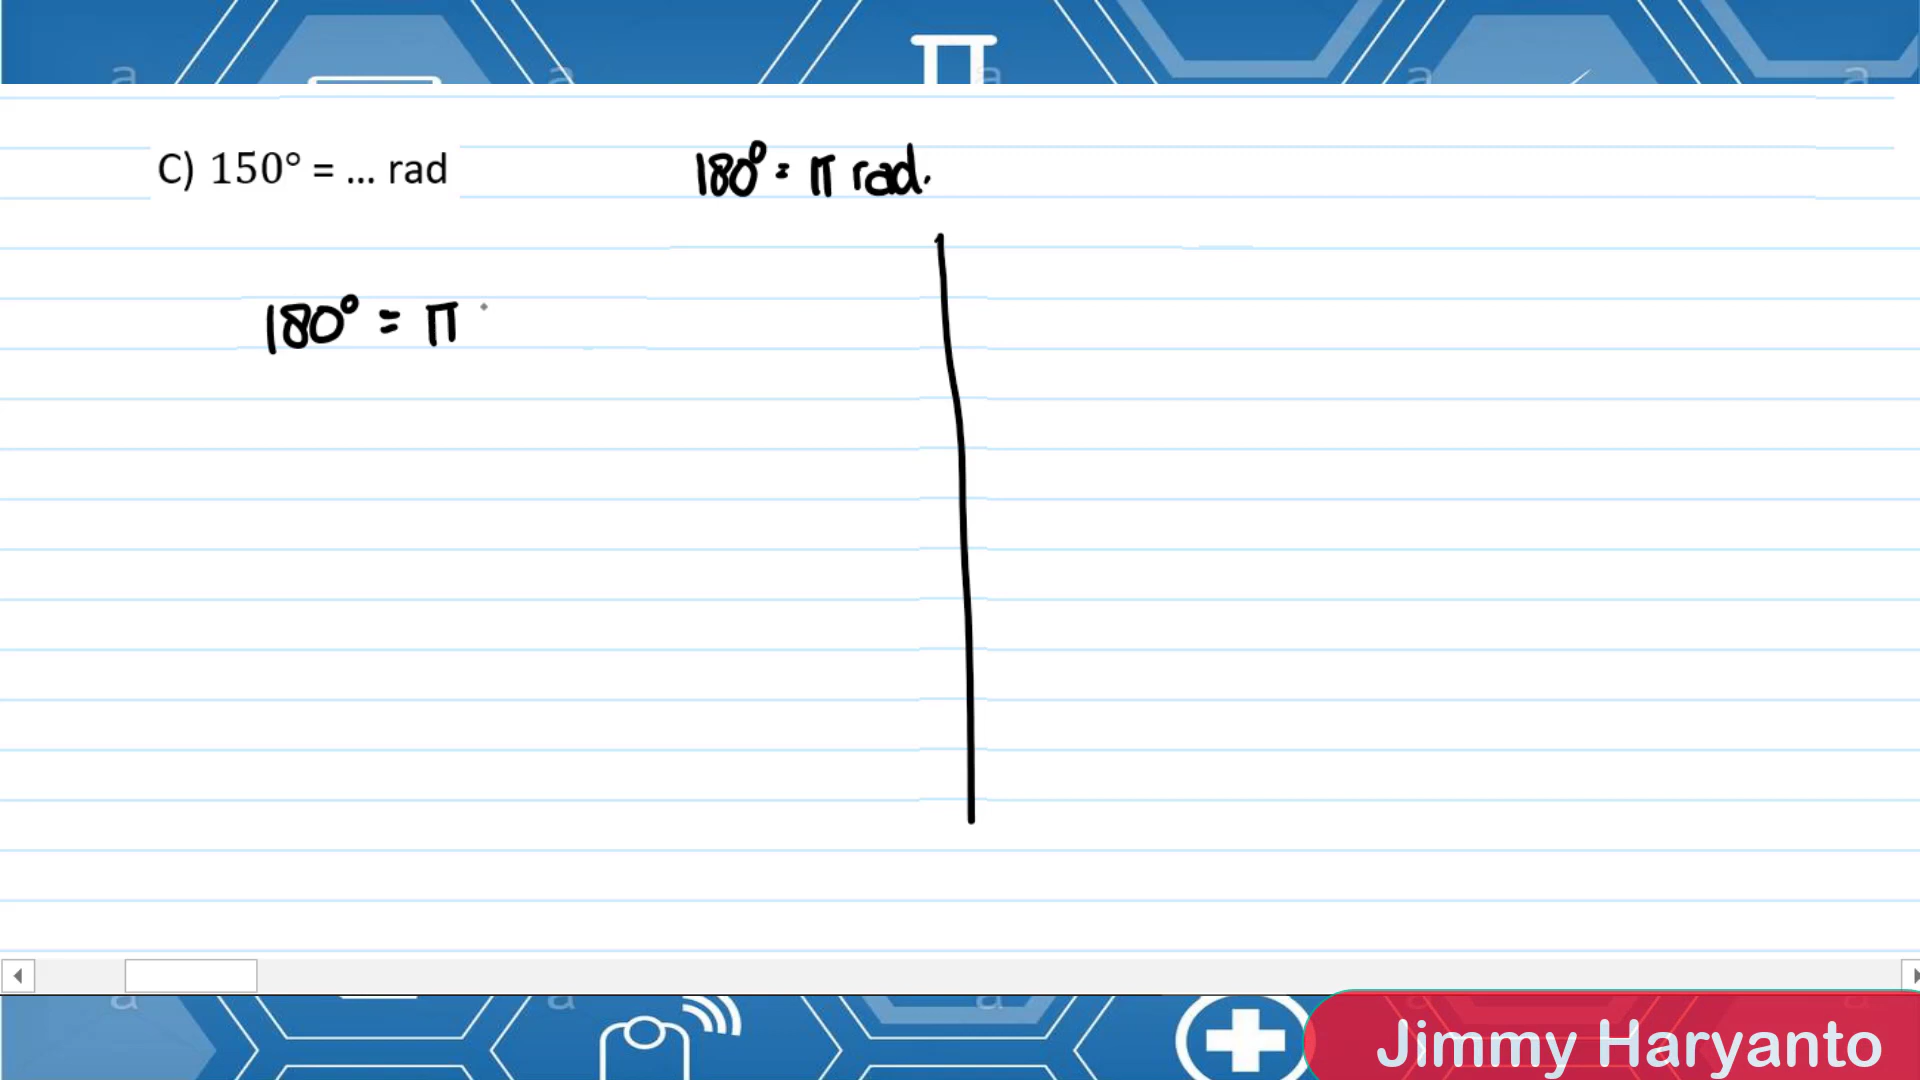 C) 150° = ... rad
180° = π rad.
180° = π
Jimmy Haryanto